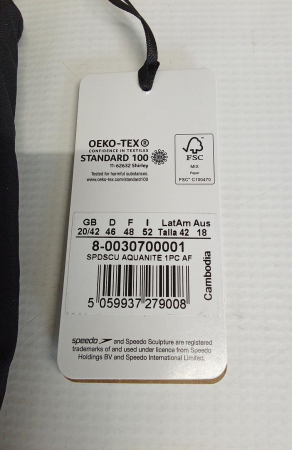 OEKO-TEX®
CONFIDENCE IN TEXTILES
STANDARD 100
11-62632 Shirley
Tested for harmful substances.
www.oeko-tex.com/standard100
FSC
MIX
Paper
FSC® C100470
GB D F I LatAm Aus
20/42 46 48 52 Talla 42 18
8-0030700001
SPDSCU AQUANITE 1PC AF
5 059937 279008
Cambodia
speedo and Speedo Sculpture are registered
trademarks of and used under licence from Speedo
Holdings BV and Speedo International Limited.